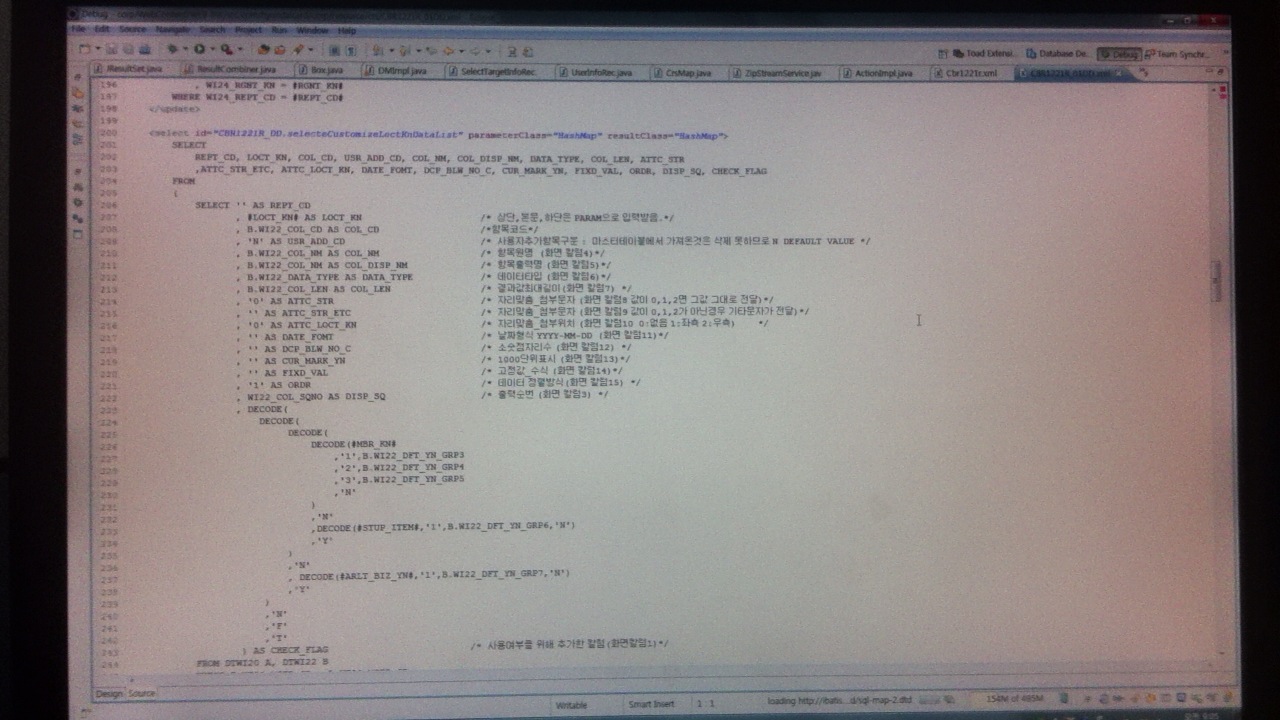 Debug
File Edit Source Navigate Search Project Run Window Help
Toad Extensi.. Database De... Debug Team Synchr...
ResultSet.java ResultCombiner.java Box.java DMImpl.java SelectTargetInfoRec. UserInfoRec.java CrsMap.java ZipStreamService.jav ActionImpl.java Cbr1221r.xml
196 , WI24_RGNT_KN = #RGNT_KN#
197 WHERE WI24_REPT_CD = #REPT_CD#
198 </update>
199
200 <select id="CBR1221R_DD.selecteCustomizeLoctKnDataList" parameterClass="HashMap" resultClass="HashMap">
201 SELECT
202 REPT_CD, LOCT_KN, COL_CD, USR_ADD_CD, COL_NM, COL_DISP_NM, DATA_TYPE, COL_LEN, ATTC_STR
203 ,ATTC_STR_ETC, ATTC_LOCT_KN, DATE_FOMT, DCP_BLW_NO_C, CUR_MARK_YN, FIXD_VAL, ORDR, DISP_SQ, CHECK_FLAG
204 FROM
205 (
206 SELECT '' AS REPT_CD
207 , #LOCT_KN# AS LOCT_KN /* 상단,본문,하단은 PARAM으로 입력받음.*/
208 , B.WI22_COL_CD AS COL_CD /*항목코드*/
209 , 'N' AS USR_ADD_CD /* 사용자추가항목구분 : 마스터테이블에서 가져온것은 삭제 못하므로 N DEFAULT VALUE */
210 , B.WI22_COL_NM AS COL_NM /* 항목원명 (화면 칼럼4)*/
211 , B.WI22_COL_NM AS COL_DISP_NM /* 항목출력명 (화면 칼럼5)*/
212 , B.WI22_DATA_TYPE AS DATA_TYPE /* 데이타타입 (화면 칼럼6)*/
213 , B.WI22_COL_LEN AS COL_LEN /* 결과값최대길이(화면 칼럼7) */
214 , '0' AS ATTC_STR /* 자리맞춤_첨부문자 (화면 칼럼8 값이 0,1,2면 그값 그대로 전달)*/
215 , '' AS ATTC_STR_ETC /* 자리맞춤_첨부문자 (화면 칼럼9 값이 0,1,2가 아닌경우 기타문자가 전달)*/
216 , '0' AS ATTC_LOCT_KN /* 자리맞춤_첨부위치 (화면 칼럼10 0:없음 1:좌측 2:우측) */
217 , '' AS DATE_FOMT /* 날짜형식 YYYY-MM-DD (화면 칼럼11)*/
218 , '' AS DCP_BLW_NO_C /* 소숫점자리수 (화면 칼럼12) */
219 , '' AS CUR_MARK_YN /* 1000단위표시 (화면 칼럼13)*/
220 , '' AS FIXD_VAL /* 고정값_수식 (화면 칼럼14)*/
221 , '1' AS ORDR /* 데이터 정렬방식(화면 칼럼15) */
222 , WI22_COL_SQNO AS DISP_SQ /* 출력순번 (화면 칼럼3) */
223 , DECODE(
224 DECODE(
225 DECODE(
226 DECODE(#MBR_KN#
227 ,'1',B.WI22_DFT_YN_GRP3
228 ,'2',B.WI22_DFT_YN_GRP4
229 ,'3',B.WI22_DFT_YN_GRP5
230 ,'N'
231 )
232 ,'N'
233 ,DECODE(#STUP_ITEM#,'1',B.WI22_DFT_YN_GRP6,'N')
234 ,'Y'
235 )
236 ,'N'
237 , DECODE(#ARLT_BIZ_YN#,'1',B.WI22_DFT_YN_GRP7,'N')
238 ,'Y'
239 )
240 ,'N'
241 ,'F'
242 ,'T'
243 ) AS CHECK_FLAG /* 사용여부를 위해 추가한 칼럼(화면칼럼1)*/
244 FROM DTWI20 A, DTWI22 B
Design Source
Writable Smart Insert 1 : 1 loading http://ibatis...d/sql-map-2.dtd 154M of 485M